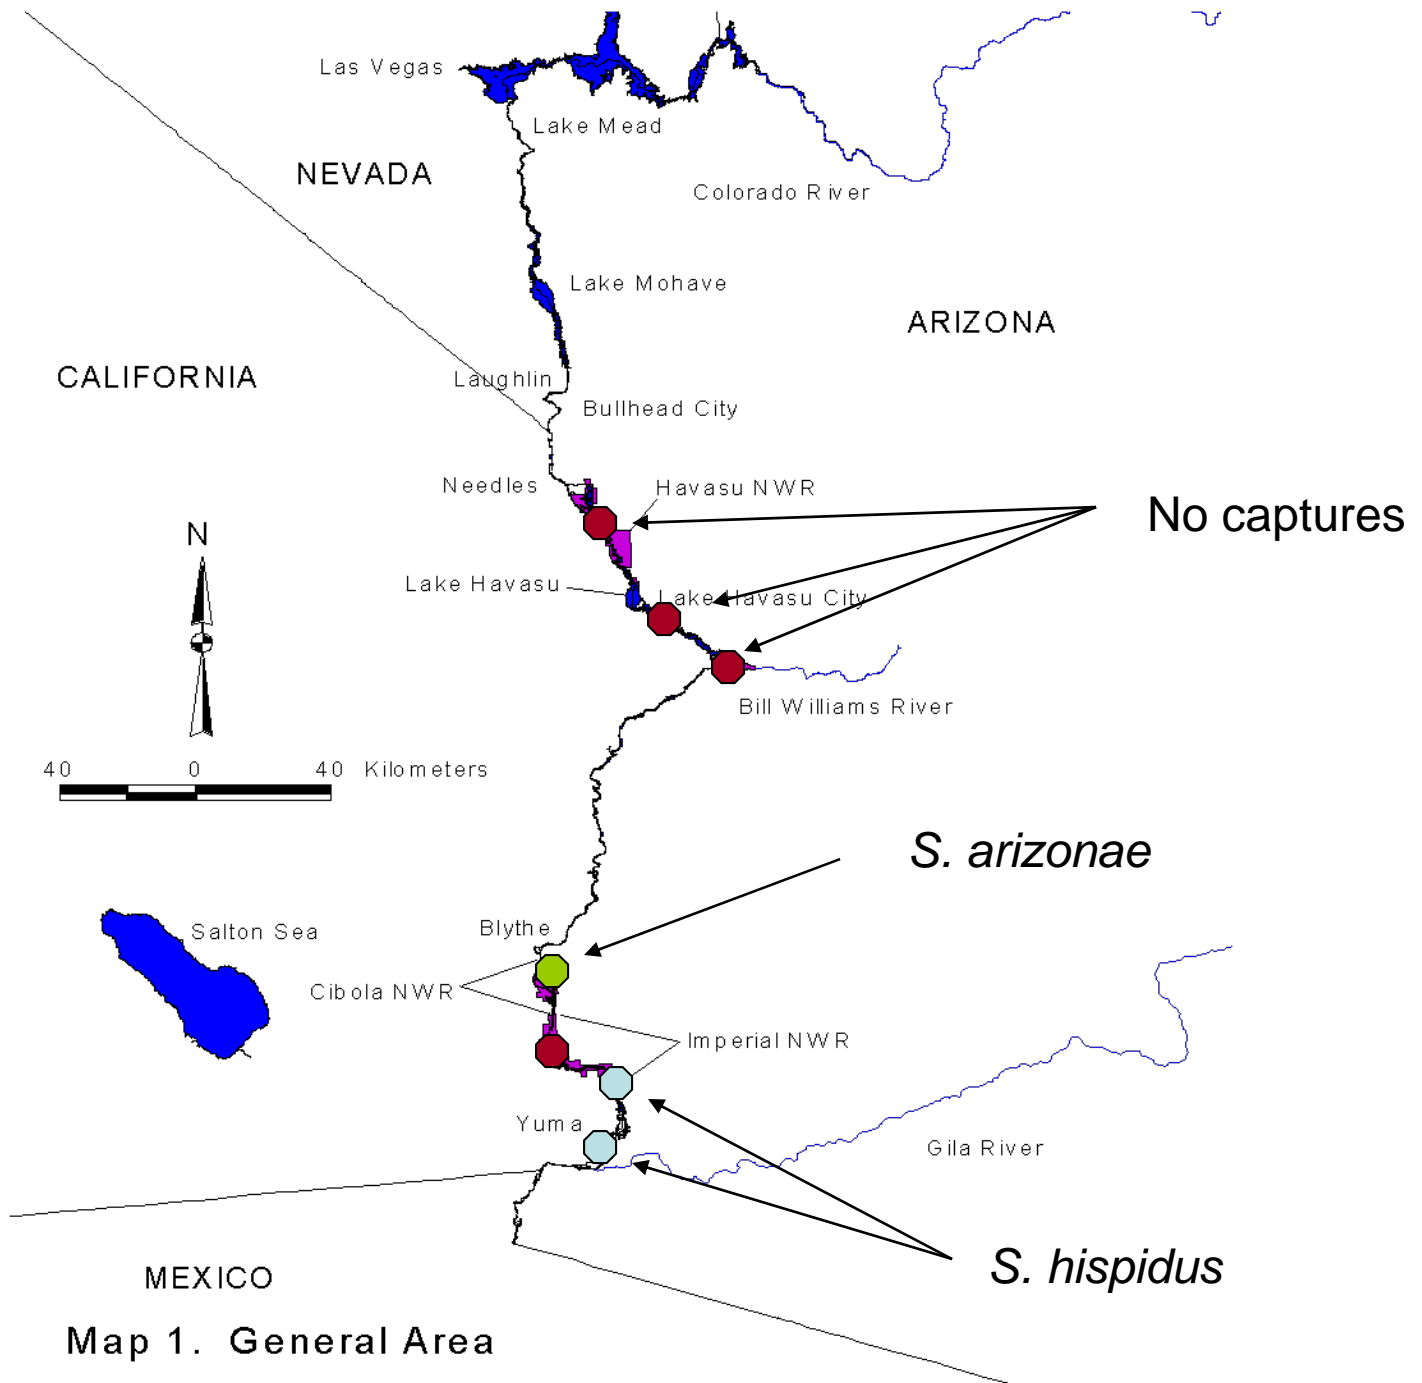 Las Vegas
Lake Mead
NEVADA
Colorado River
Lake Mohave
ARIZONA
CALIFORNIA
Laughlin
Bullhead City
Needles
Havasu NWR
No captures
N
Lake Havasu
Lake Havasu City
Bill Williams River
40 0 40 Kilometers
S. arizonae
Salton Sea
Blythe
Cibola NWR
Imperial NWR
Yuma
Gila River
S. hispidus
MEXICO
Map 1. General Area